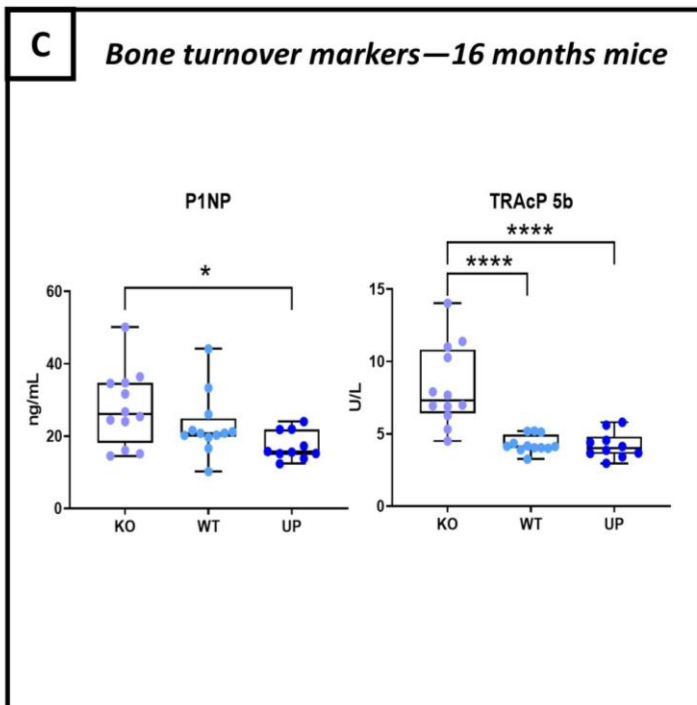 C
Bone turnover markers—16 months mice
P1NP
*
60
40
20
0
ng/mL
KO WT UP
TRAcP 5b
****
****
15
10
5
0
U/L
KO WT UP